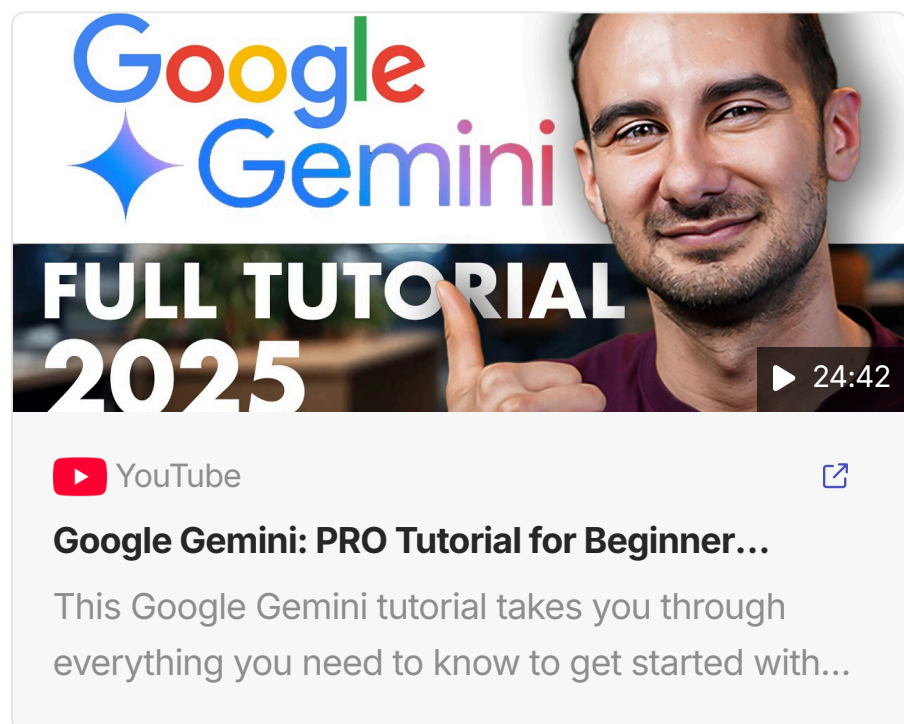 Google
Gemini
FULL TUTORIAL
2025
24:42
YouTube
Google Gemini: PRO Tutorial for Beginner...
This Google Gemini tutorial takes you through
everything you need to know to get started with...